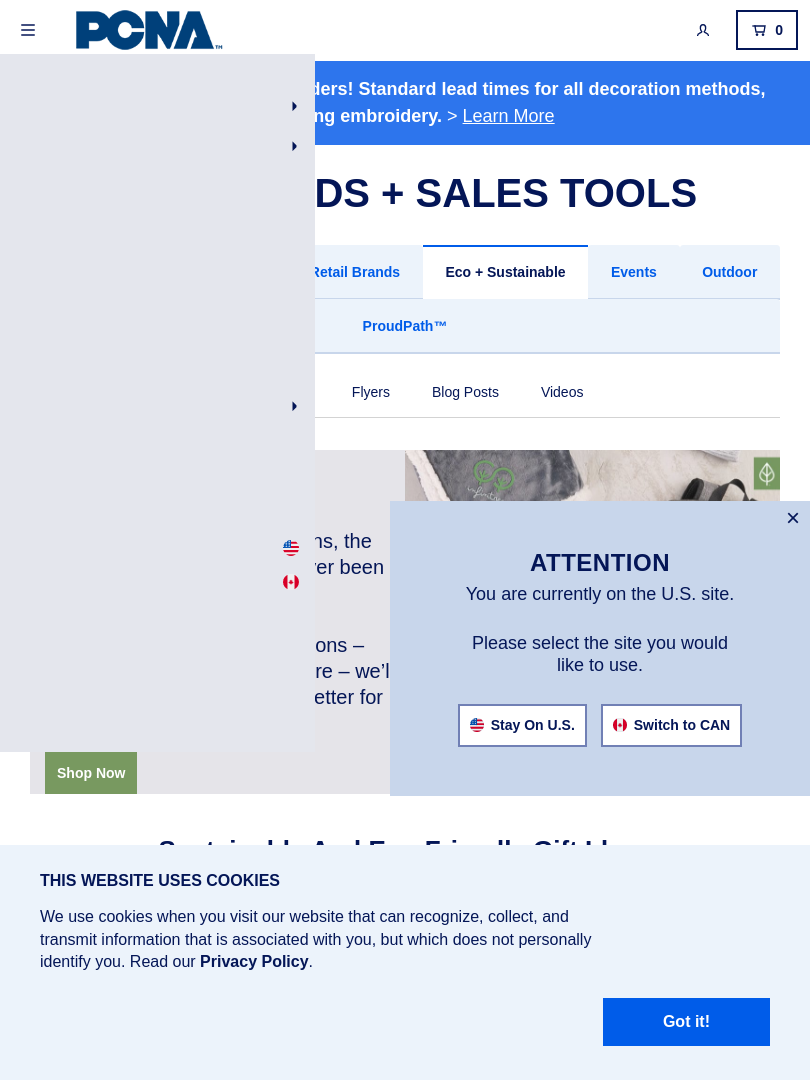 PCNA™
0
ders! Standard lead times for all decoration methods,
ng embroidery. > Learn More
DS + SALES TOOLS
Retail Brands
Eco + Sustainable
Events
Outdoor
ProudPath™
Flyers
Blog Posts
Videos
infinity
ns, the
ver been
ons –
re – we'l
etter for
Shop Now
×
ATTENTION
You are currently on the U.S. site.
Please select the site you would
like to use.
Stay On U.S.
Switch to CAN
THIS WEBSITE USES COOKIES
We use cookies when you visit our website that can recognize, collect, and
transmit information that is associated with you, but which does not personally
identify you. Read our Privacy Policy.
Got it!